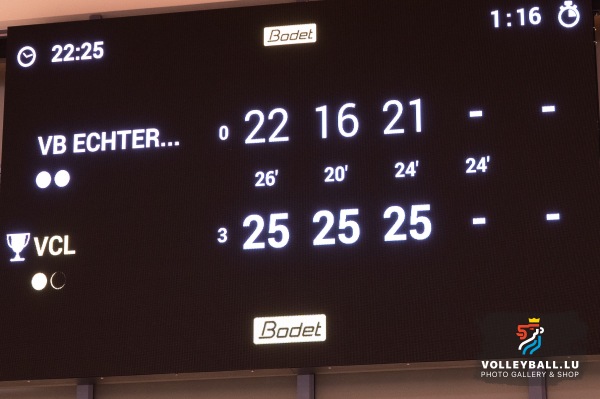 22:25
Bodet
1:16
VB ECHTER... 0 22 16 21 - -
26' 20' 24' 24'
VCL 3 25 25 25 - -
Bodet
VOLLEYBALL.LU
PHOTO GALLERY & SHOP